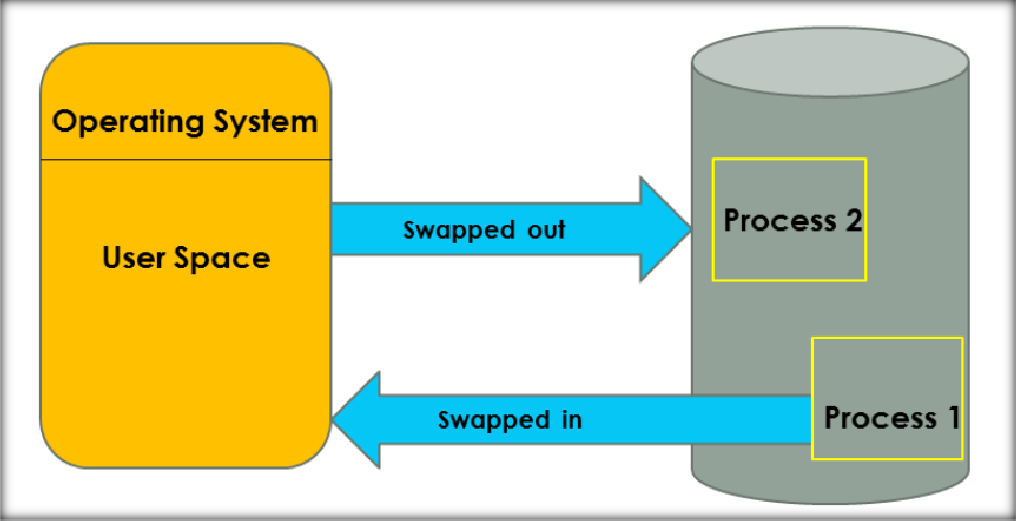 Operating System
User Space
Swapped out
Process 2
Swapped in
Process 1